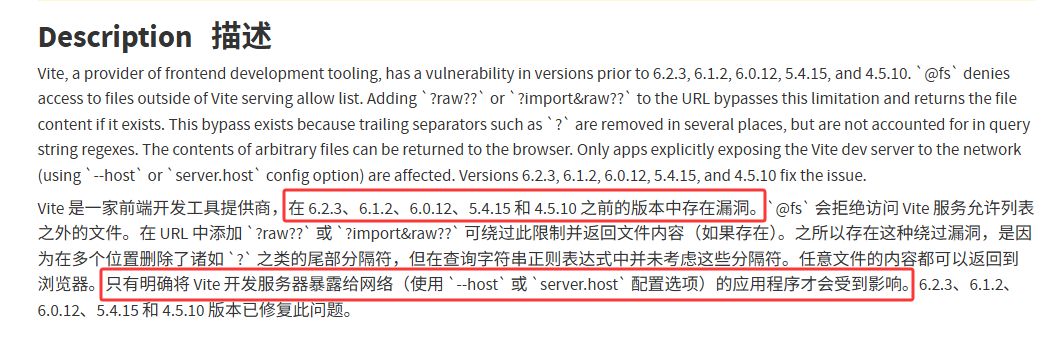 Description 描述
Vite, a provider of frontend development tooling, has a vulnerability in versions prior to 6.2.3, 6.1.2, 6.0.12, 5.4.15, and 4.5.10. `@fs` denies
access to files outside of Vite serving allow list. Adding `?raw??` or `?import&raw??` to the URL bypasses this limitation and returns the file
content if it exists. This bypass exists because trailing separators such as `?` are removed in several places, but are not accounted for in query
string regexes. The contents of arbitrary files can be returned to the browser. Only apps explicitly exposing the Vite dev server to the network
(using `--host` or `server.host` config option) are affected. Versions 6.2.3, 6.1.2, 6.0.12, 5.4.15, and 4.5.10 fix the issue.
Vite 是一家前端开发工具提供商，在 6.2.3、6.1.2、6.0.12、5.4.15 和 4.5.10 之前的版本中存在漏洞。`@fs` 会拒绝访问 Vite 服务允许列表
之外的文件。在 URL 中添加 `?raw??` 或 `?import&raw??` 可绕过此限制并返回文件内容（如果存在）。之所以存在这种绕过漏洞，是因
为在多个位置删除了诸如 `?` 之类的尾部分隔符，但在查询字符串正则表达式中并未考虑这些分隔符。任意文件的内容都可以返回到
浏览器。只有明确将 Vite 开发服务器暴露给网络（使用 `--host` 或 `server.host` 配置选项）的应用程序才会受到影响。6.2.3、6.1.2、
6.0.12、5.4.15 和 4.5.10 版本已修复此问题。